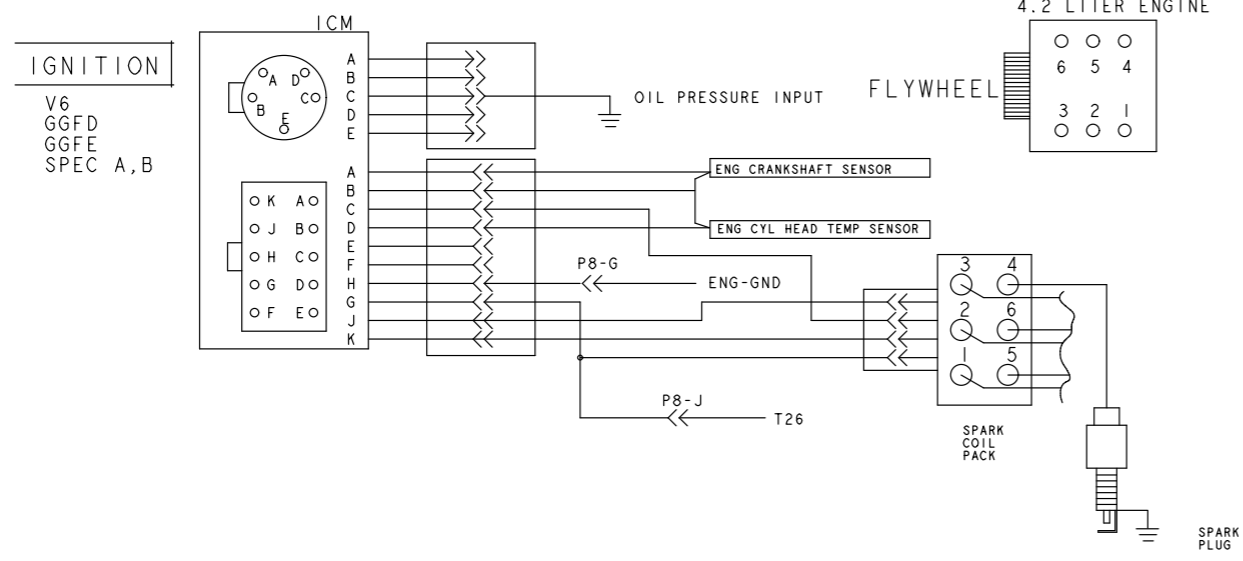 ICM
4.2 LITER ENGINE
IGNITION
V6
GGFD
GGFE
SPEC A,B
A D
B C
E
A
B
C
D
E
OIL PRESSURE INPUT
FLYWHEEL
6 5 4
3 2 1
K A
J B
H C
G D
F E
A
B
C
D
E
F
H
G
J
K
ENG CRANKSHAFT SENSOR
ENG CYL HEAD TEMP SENSOR
P8-G
ENG-GND
P8-J
T26
3 4
2 6
1 5
SPARK
COIL
PACK
SPARK
PLUG